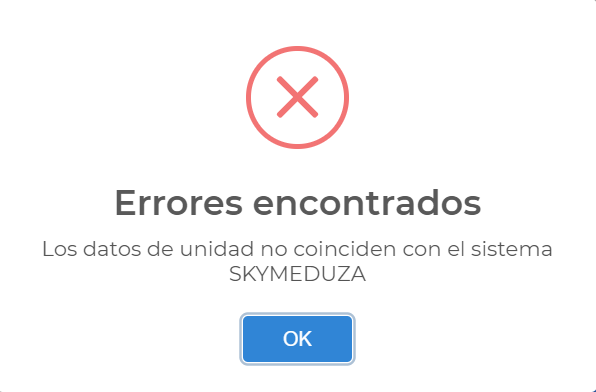 Errores encontrados
Los datos de unidad no coinciden con el sistema
SKYMEDUZA
OK